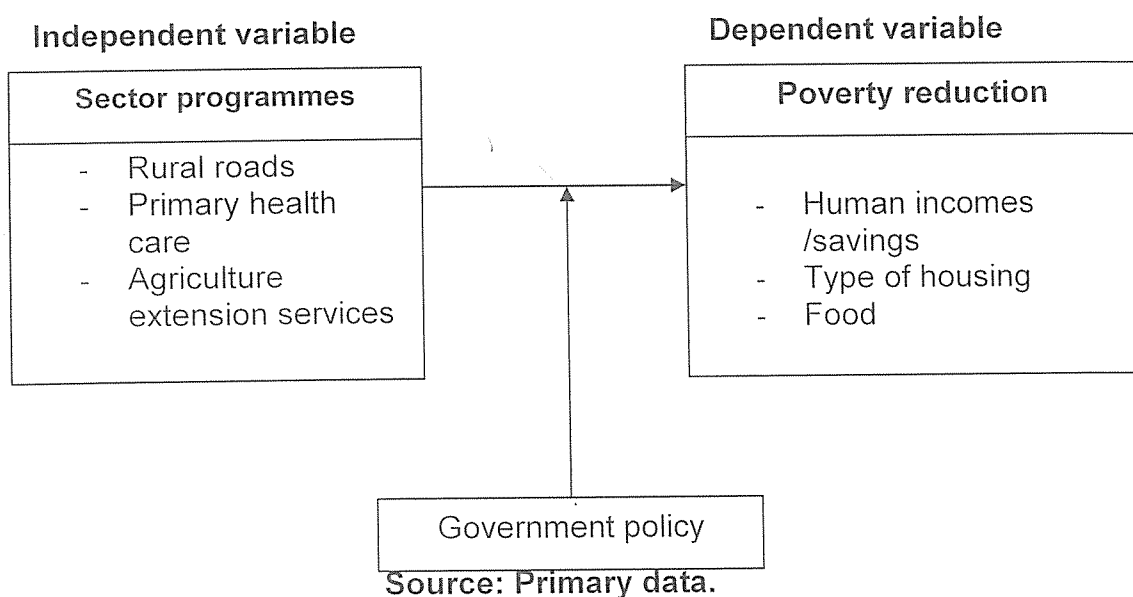 Independent variable
Sector programmes
- Rural roads
- Primary health
care
- Agriculture
extension services
Dependent variable
Poverty reduction
- Human incomes
/savings
- Type of housing
- Food
Government policy
Source: Primary data.